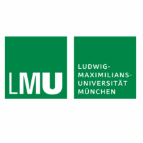 LMU
LUDWIG-
MAXIMILIANS-
UNIVERSITÄT
MÜNCHEN